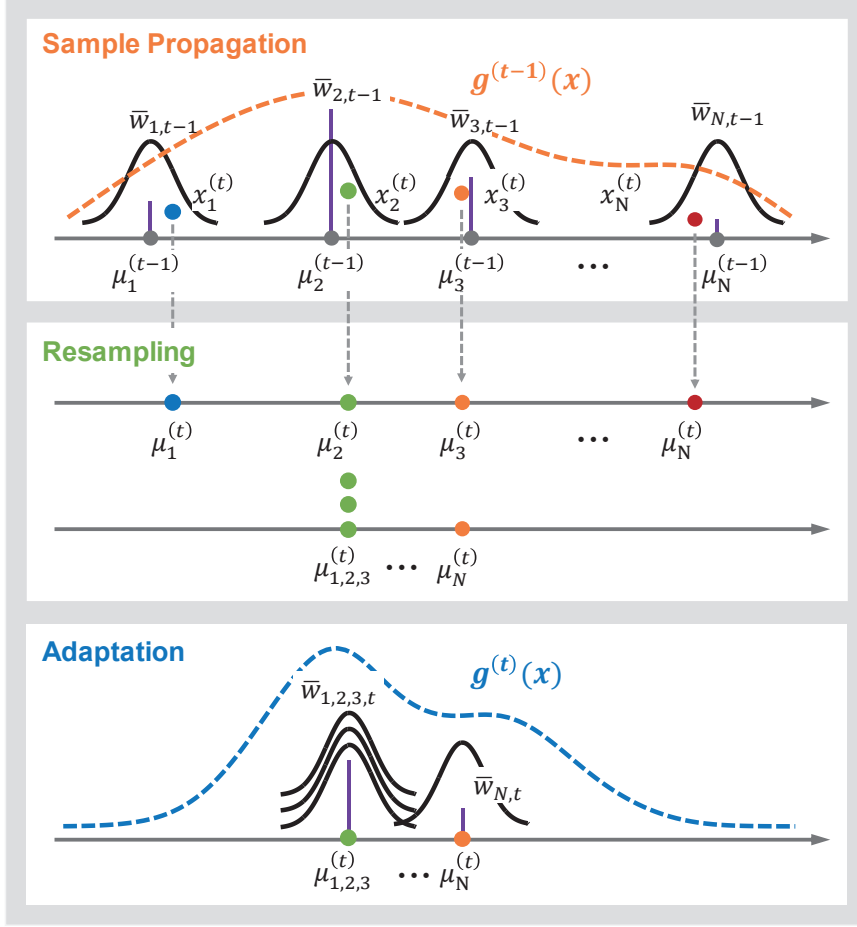 Sample Propagation
g^{(t−1)}(x)
w̅_{1,t−1} w̅_{2,t−1} w̅_{3,t−1} w̅_{N,t−1}
x_1^{(t)} x_2^{(t)} x_3^{(t)} x_N^{(t)}
μ_1^{(t−1)} μ_2^{(t−1)} μ_3^{(t−1)} ⋯ μ_N^{(t−1)}
Resampling
μ_1^{(t)} μ_2^{(t)} μ_3^{(t)} ⋯ μ_N^{(t)}
μ_{1,2,3}^{(t)} ⋯ μ_N^{(t)}
Adaptation
g^{(t)}(x)
w̅_{1,2,3,t}
w̅_{N,t}
μ_{1,2,3}^{(t)} ⋯ μ_N^{(t)}